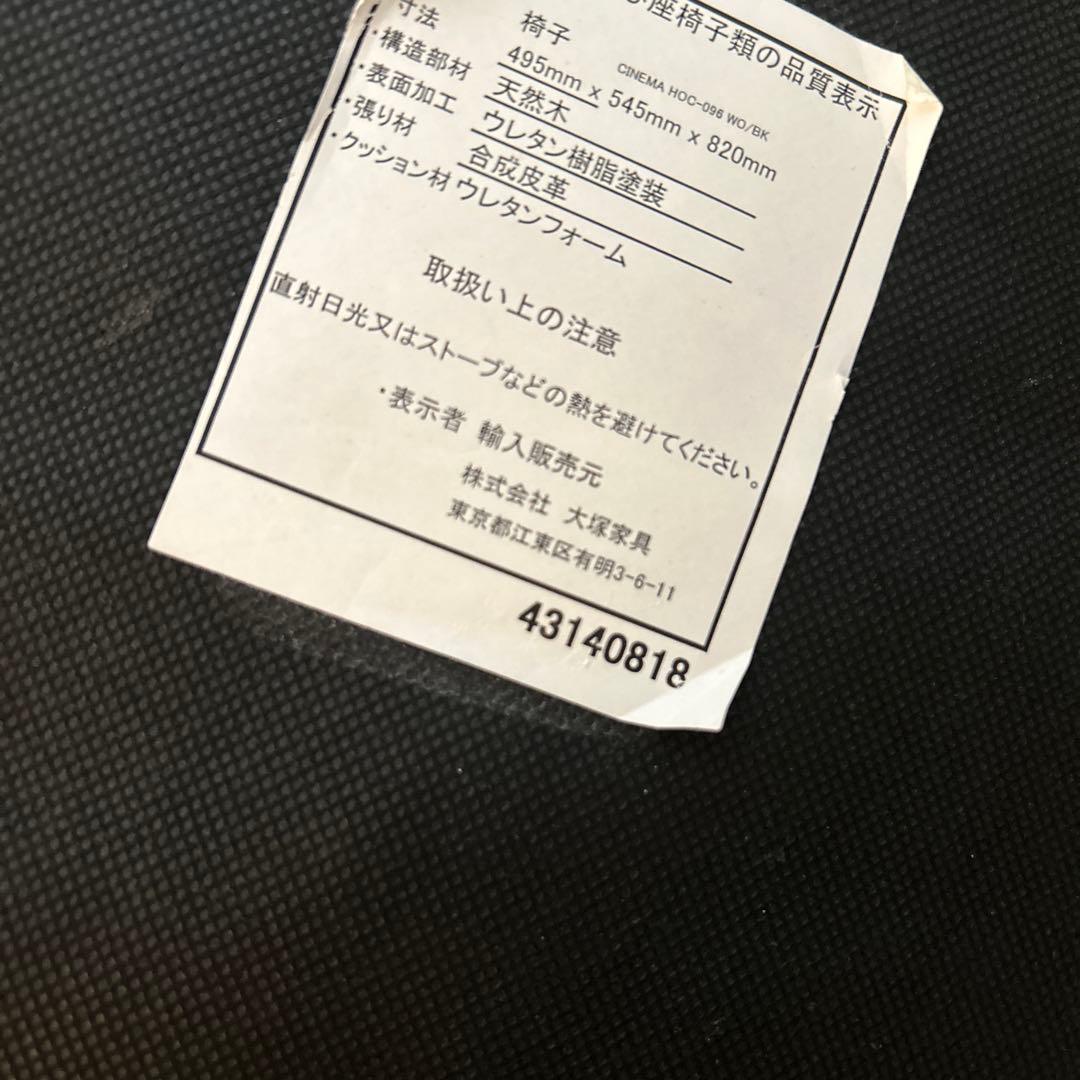 座椅子類の品質表示
CINEMA HOC-096 WO/BK
寸法 椅子
495mm x 545mm x 820mm
・構造部材 天然木
・表面加工 ウレタン樹脂塗装
・張り材 合成皮革
・クッション材 ウレタンフォーム
取扱い上の注意
直射日光又はストーブなどの熱を避けてください。
・表示者 輸入販売元
株式会社 大塚家具
東京都江東区有明3-6-11
43140818